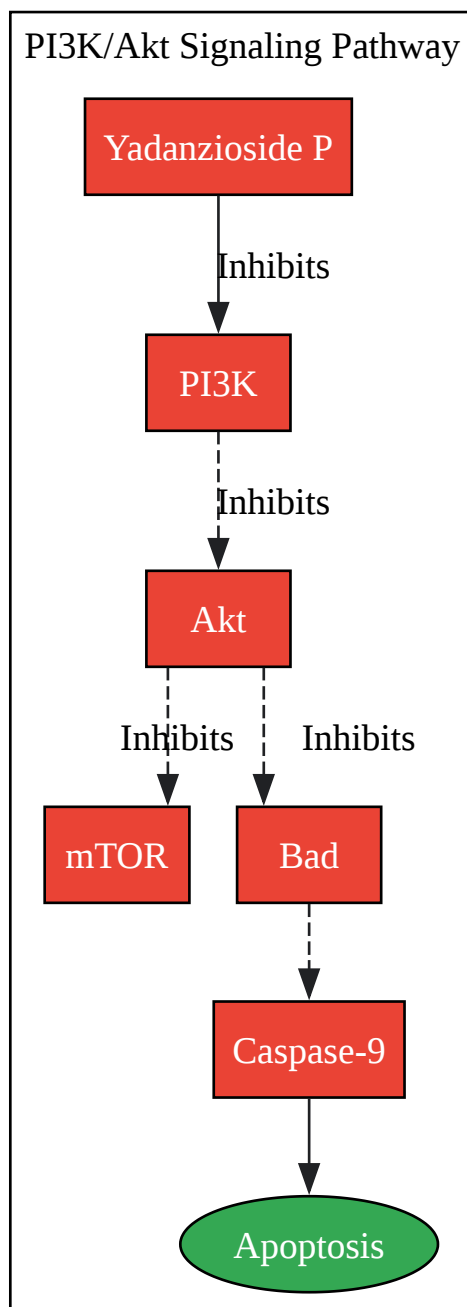 PI3K/Akt Signaling Pathway
Yadanzioside P
Inhibits
PI3K
Inhibits
Akt
Inhibits
Inhibits
mTOR
Bad
Caspase-9
Apoptosis